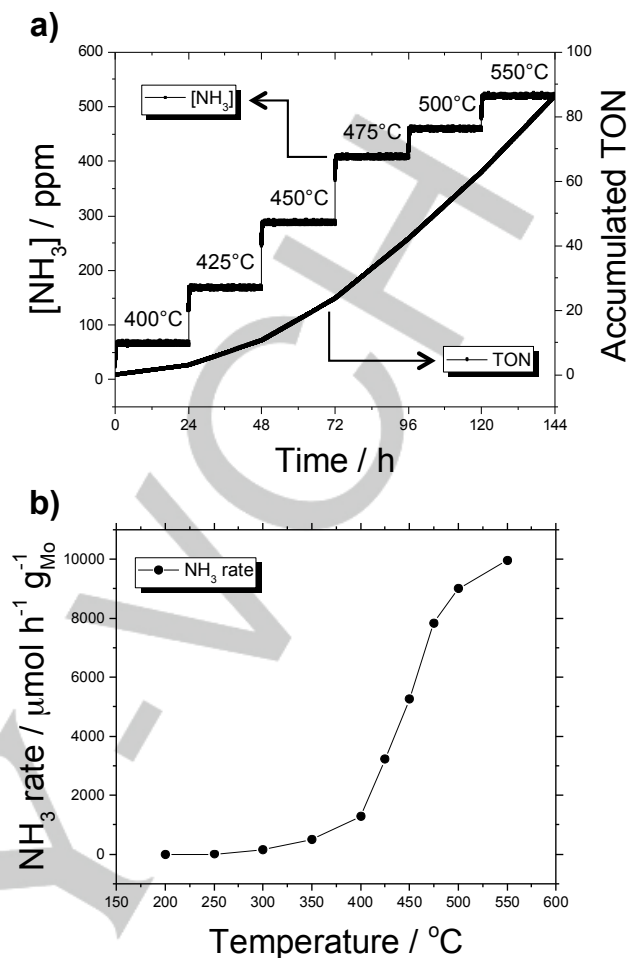 a)
600
500
400
300
200
100
0
[NH₃] / ppm
100
80
60
40
20
0
Accumulated TON
[NH₃]
TON
400°C
425°C
450°C
475°C
500°C
550°C
0 24 48 72 96 120 144
Time / h
b)
10000
8000
6000
4000
2000
0
NH₃ rate / μmol h⁻¹ g⁻¹Mo
NH₃ rate
150 200 250 300 350 400 450 500 550 600
Temperature / °C
Y-VCH